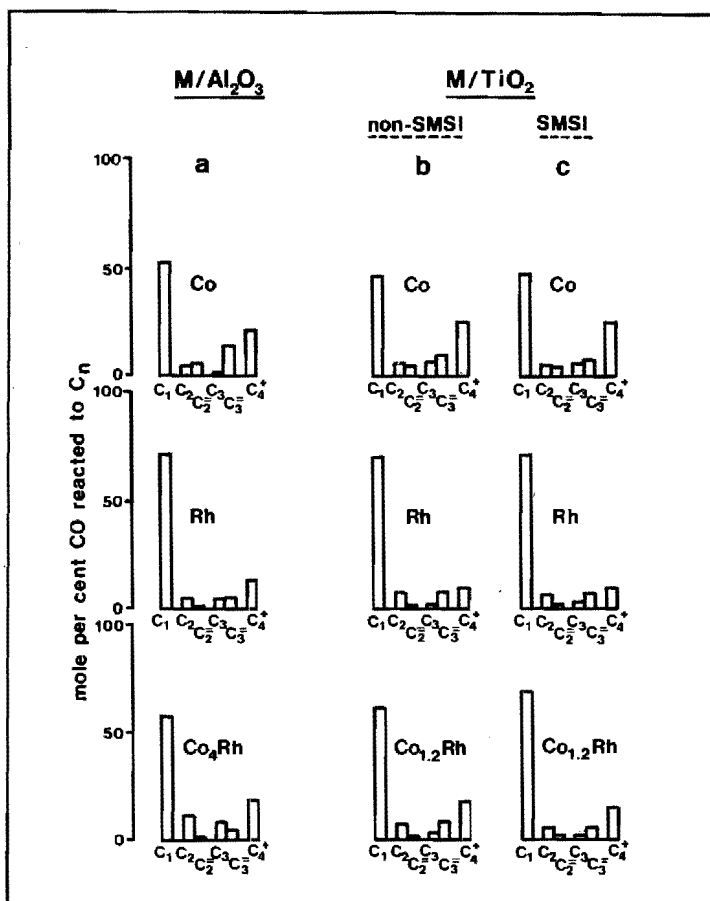 M/Al₂O₃ M/TiO₂
non-SMSI SMSI
100 a b c
50 Co Co Co
0
C₁ C₂ C₂= C₃ C₃= C₄⁺ C₁ C₂ C₂= C₃ C₃= C₄⁺ C₁ C₂ C₂= C₃ C₃= C₄⁺
100
50 Rh Rh Rh
0
C₁ C₂ C₂= C₃ C₃= C₄⁺ C₁ C₂ C₂= C₃ C₃= C₄⁺ C₁ C₂ C₂= C₃ C₃= C₄⁺
100
50 Co₄Rh Co₁.₂Rh Co₁.₂Rh
0
C₁ C₂ C₂= C₃ C₃= C₄⁺ C₁ C₂ C₂= C₃ C₃= C₄⁺ C₁ C₂ C₂= C₃ C₃= C₄⁺
mole per cent CO reacted to Cₙ